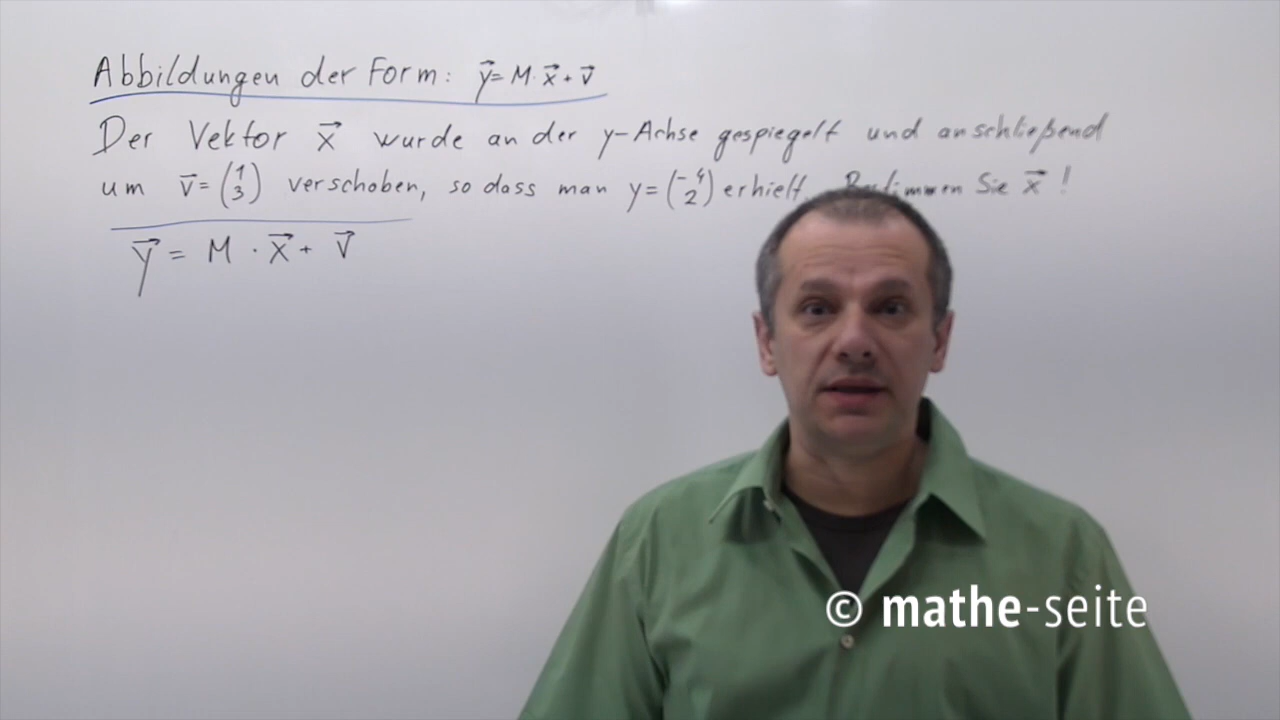 Abbildungen der Form: y⃗= M·x⃗+v⃗
Der Vektor x⃗ wurde an der y-Achse gespiegelt und anschließend
um v⃗=(1 3) verschoben, so dass man y=(-4 2) erhielt. Bestimmen Sie x⃗!
y⃗ = M · x⃗ + v⃗
© mathe-seite